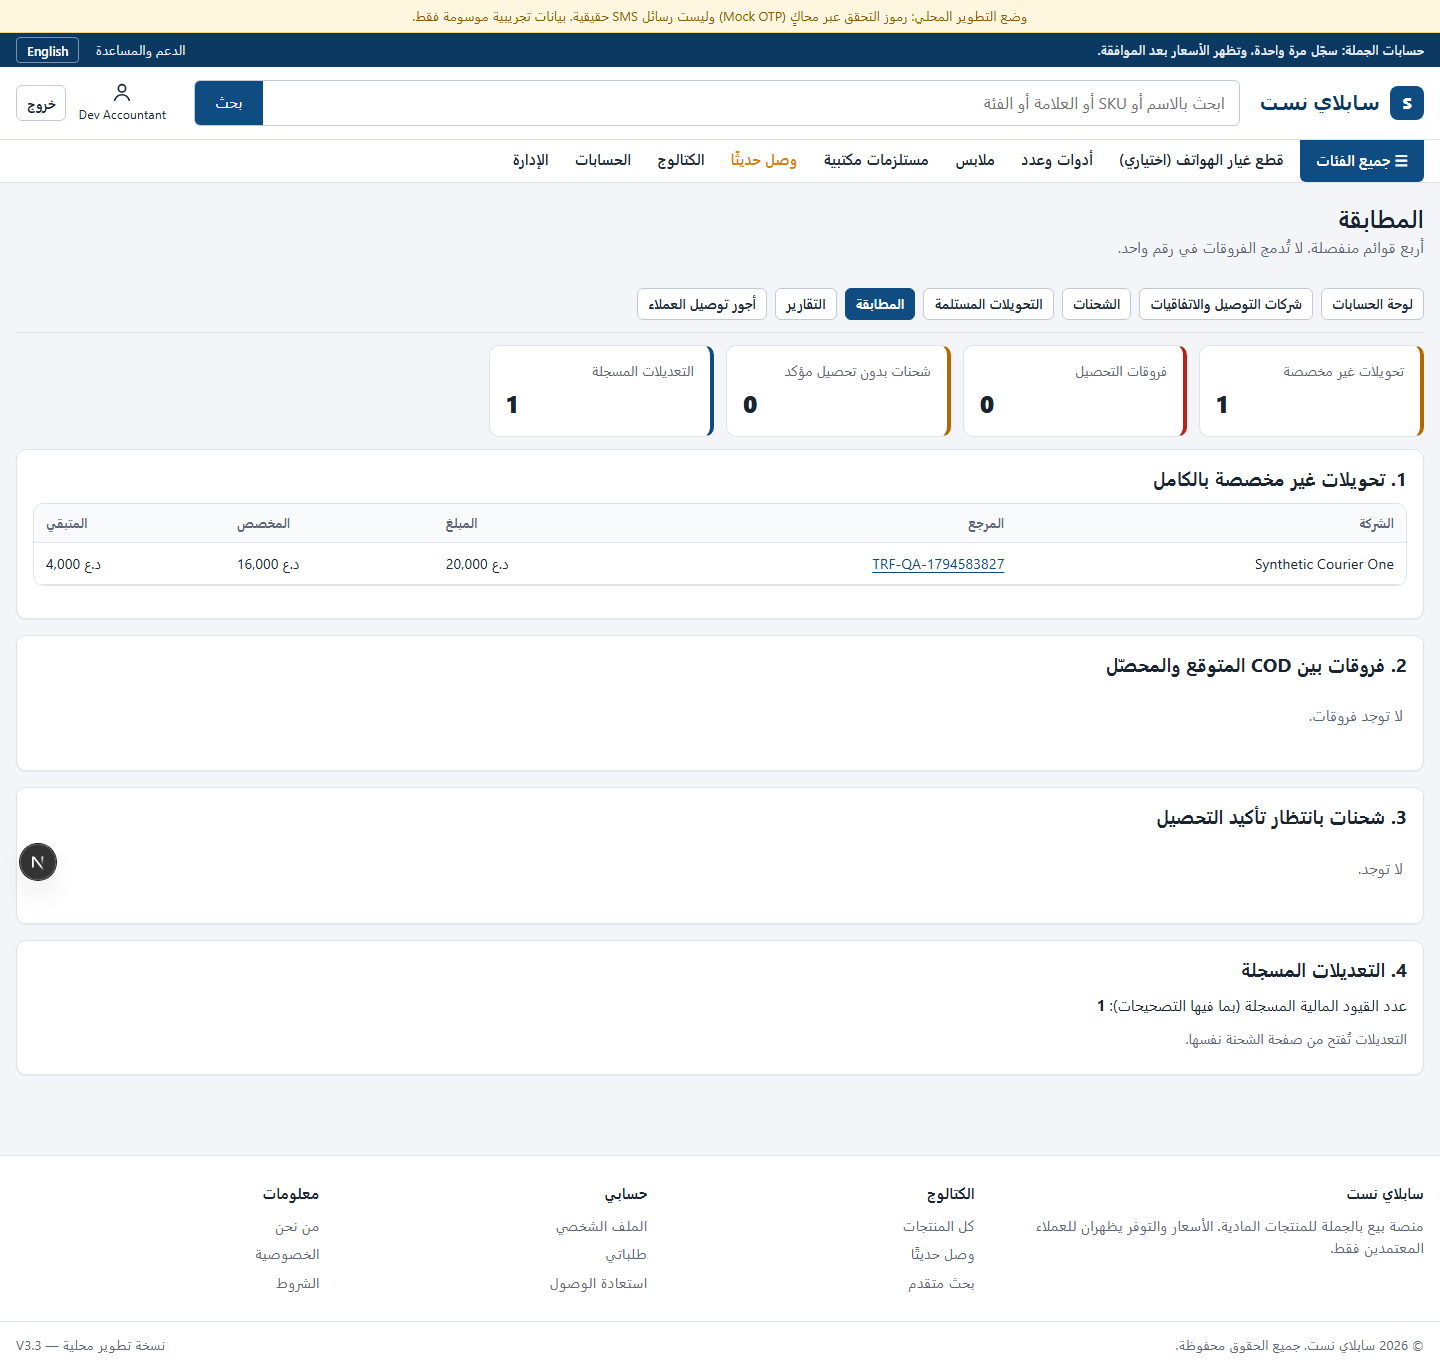 وضع التطوير المحلي: رموز التحقق عبر محاكٍ (Mock OTP) وليست رسائل SMS حقيقية. بيانات تجريبية موسومة فقط.
حسابات الجملة: سجّل مرة واحدة، وتظهر الأسعار بعد الموافقة.
الدعم والمساعدة
English
سابلاي نست
ابحث بالاسم أو SKU أو العلامة أو الفئة
بحث
Dev Accountant
خروج
☰ جميع الفئات
قطع غيار الهواتف (اختياري)
أدوات وعدد
ملابس
مستلزمات مكتبية
وصل حديثًا
الكتالوج
الحسابات
الإدارة
المطابقة
أربع قوائم منفصلة. لا تُدمج الفروقات في رقم واحد.
لوحة الحسابات
شركات التوصيل والاتفاقيات
الشحنات
التحويلات المستلمة
المطابقة
التقارير
أجور توصيل العملاء
تحويلات غير مخصصة
1
فروقات التحصيل
0
شحنات بدون تحصيل مؤكد
0
التعديلات المسجلة
1
1. تحويلات غير مخصصة بالكامل
الشركة المرجع المبلغ المخصص المتبقي
Synthetic Courier One TRF-QA-1794583827 20,000 د.ع 16,000 د.ع 4,000 د.ع
2. فروقات بين COD المتوقع والمحصّل
لا توجد فروقات.
3. شحنات بانتظار تأكيد التحصيل
لا توجد.
4. التعديلات المسجلة
عدد القيود المالية المسجلة (بما فيها التصحيحات): 1
التعديلات تُفتح من صفحة الشحنة نفسها.
سابلاي نست
منصة بيع بالجملة للمنتجات المادية. الأسعار والتوفر يظهران للعملاء
المعتمدين فقط.
الكتالوج
كل المنتجات
وصل حديثًا
بحث متقدم
حسابي
الملف الشخصي
طلباتي
استعادة الوصول
معلومات
من نحن
الخصوصية
الشروط
© 2026 سابلاي نست. جميع الحقوق محفوظة.
نسخة تطوير محلية — V3.3